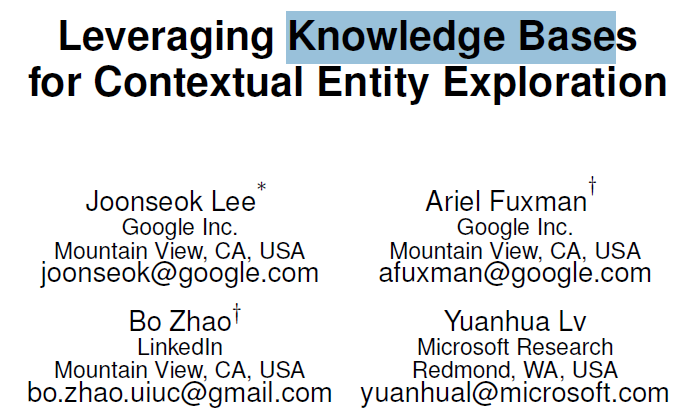 Leveraging Knowledge Bases
for Contextual Entity Exploration
Joonseok Lee*
Google Inc.
Mountain View, CA, USA
joonseok@google.com
Ariel Fuxman†
Google Inc.
Mountain View, CA, USA
afuxman@google.com
Bo Zhao†
LinkedIn
Mountain View, CA, USA
bo.zhao.uiuc@gmail.com
Yuanhua Lv
Microsoft Research
Redmond, WA, USA
yuanhual@microsoft.com